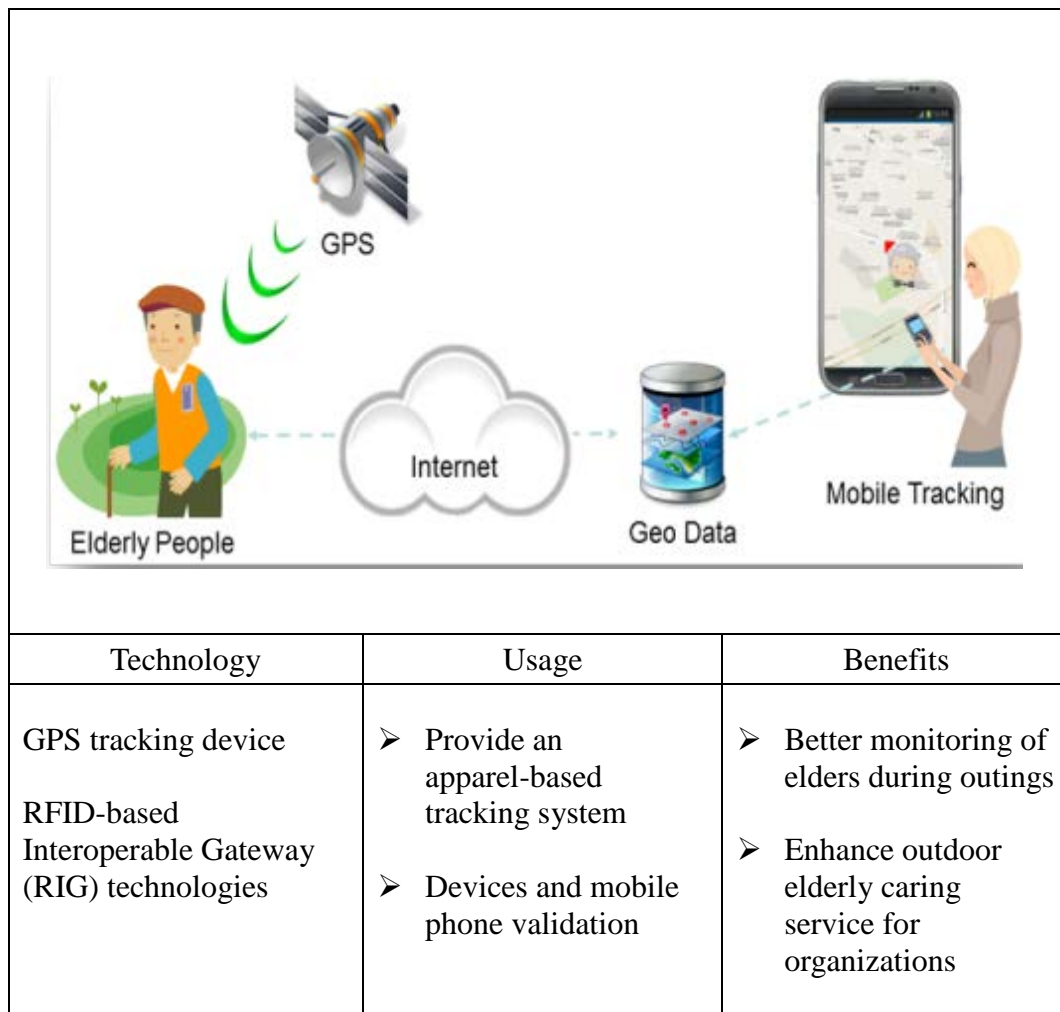 GPS
Internet
Elderly People
Geo Data
Mobile Tracking
Technology
Usage
Benefits
GPS tracking device
RFID-based
Interoperable Gateway
(RIG) technologies
➢ Provide an
apparel-based
tracking system
➢ Devices and mobile
phone validation
➢ Better monitoring of
elders during outings
➢ Enhance outdoor
elderly caring
service for
organizations